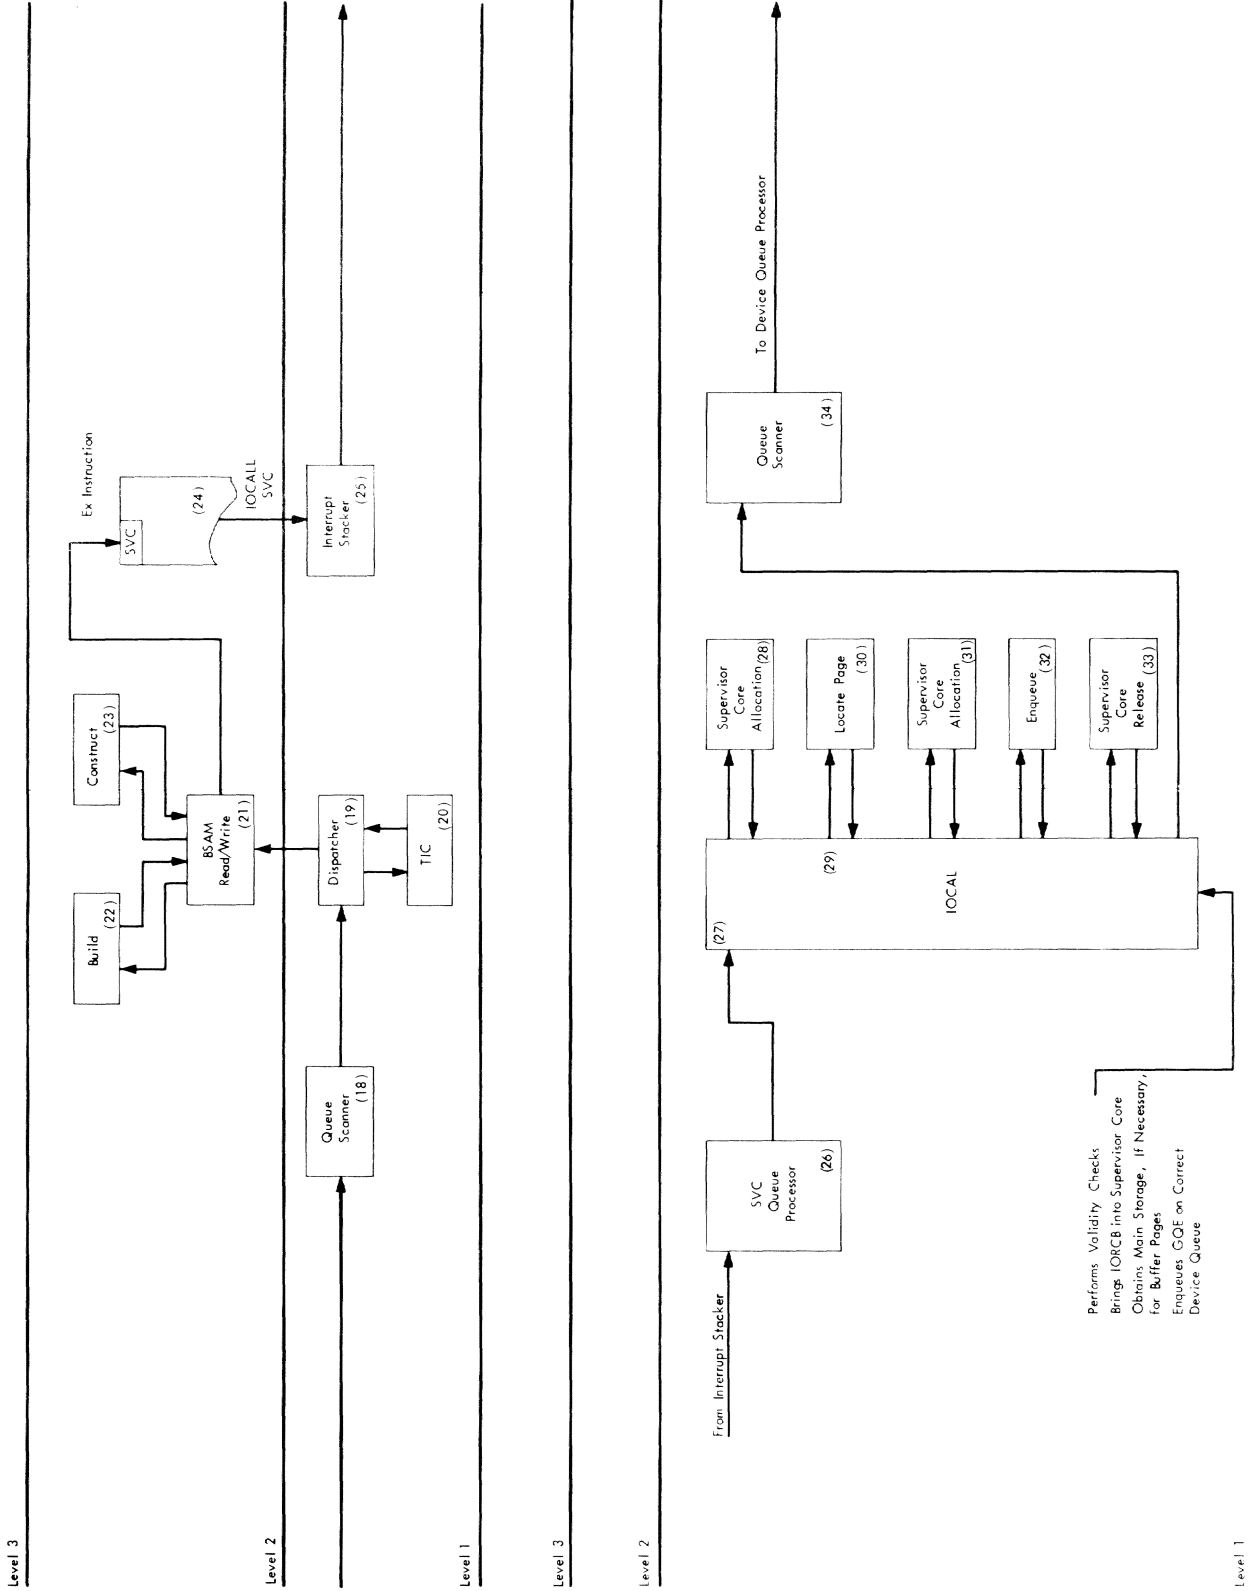 Level 3
Ex Instruction
Build
(22)
Construct
(23)
BSAM
Read/Write
(21)
SVC
(24)
IOCALL
SVC
Level 2
Queue
Scanner
(18)
Dispatcher
(19)
TIC
(20)
Interrupt
Stacker
(25)
Level 1
Level 3
Level 2
From Interrupt Stacker
SVC
Queue
Processor
(26)
(27)
(29)
IOCAL
Supervisor
Core
Allocation
(28)
Locate Page
(30)
Supervisor
Core
Allocation
(31)
Enqueue
(32)
Supervisor
Core
Release
(33)
Queue
Scanner
(34)
To Device Queue Processor
Performs Validity Checks
Brings IORCB into Supervisor Core
Obtains Main Storage, If Necessary,
for Buffer Pages
Enqueues GQE on Correct
Device Queue
Level 1